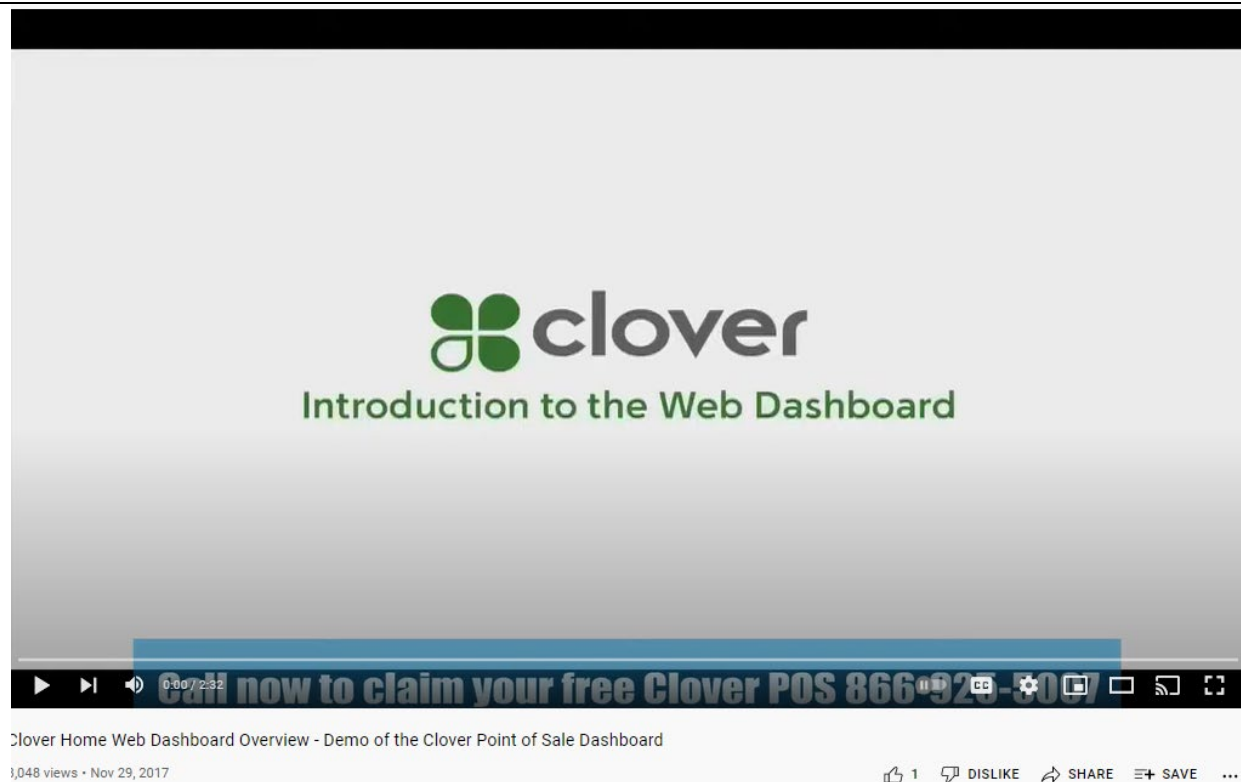 clover
Introduction to the Web Dashboard
0:00 / 2:32
CC
Call now to claim your free Clover POS 866
Clover Home Web Dashboard Overview - Demo of the Clover Point of Sale Dashboard
,048 views • Nov 29, 2017
1 DISLIKE SHARE SAVE